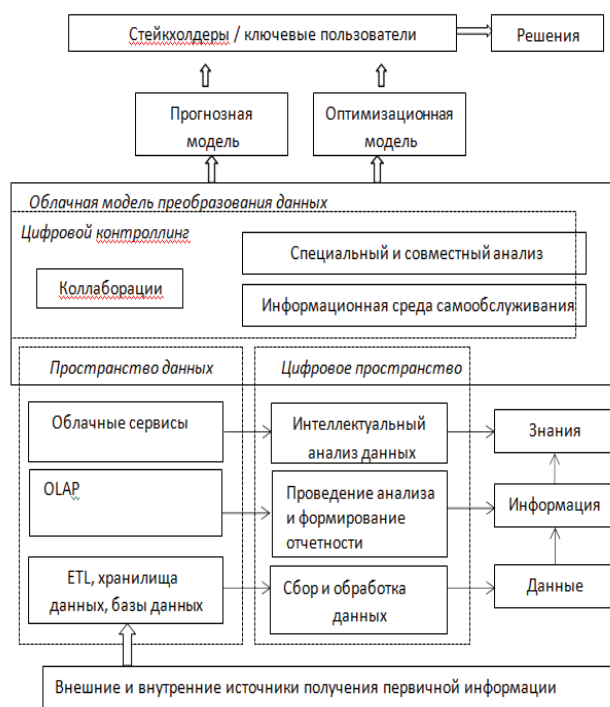 Стейкхолдеры / ключевые пользователи
Решения
Прогнозная
модель
Оптимизационная
модель
Облачная модель преобразования данных
Цифровой контроллинг
Специальный и совместный анализ
Коллаборации
Информационная среда самообслуживания
Пространство данных
Цифровое пространство
Облачные сервисы
Интеллектуальный
анализ данных
Знания
OLAP
Проведение анализа
и формирование
отчетности
Информация
ETL, хранилища
данных, базы данных
Сбор и обработка
данных
Данные
Внешние и внутренние источники получения первичной информации